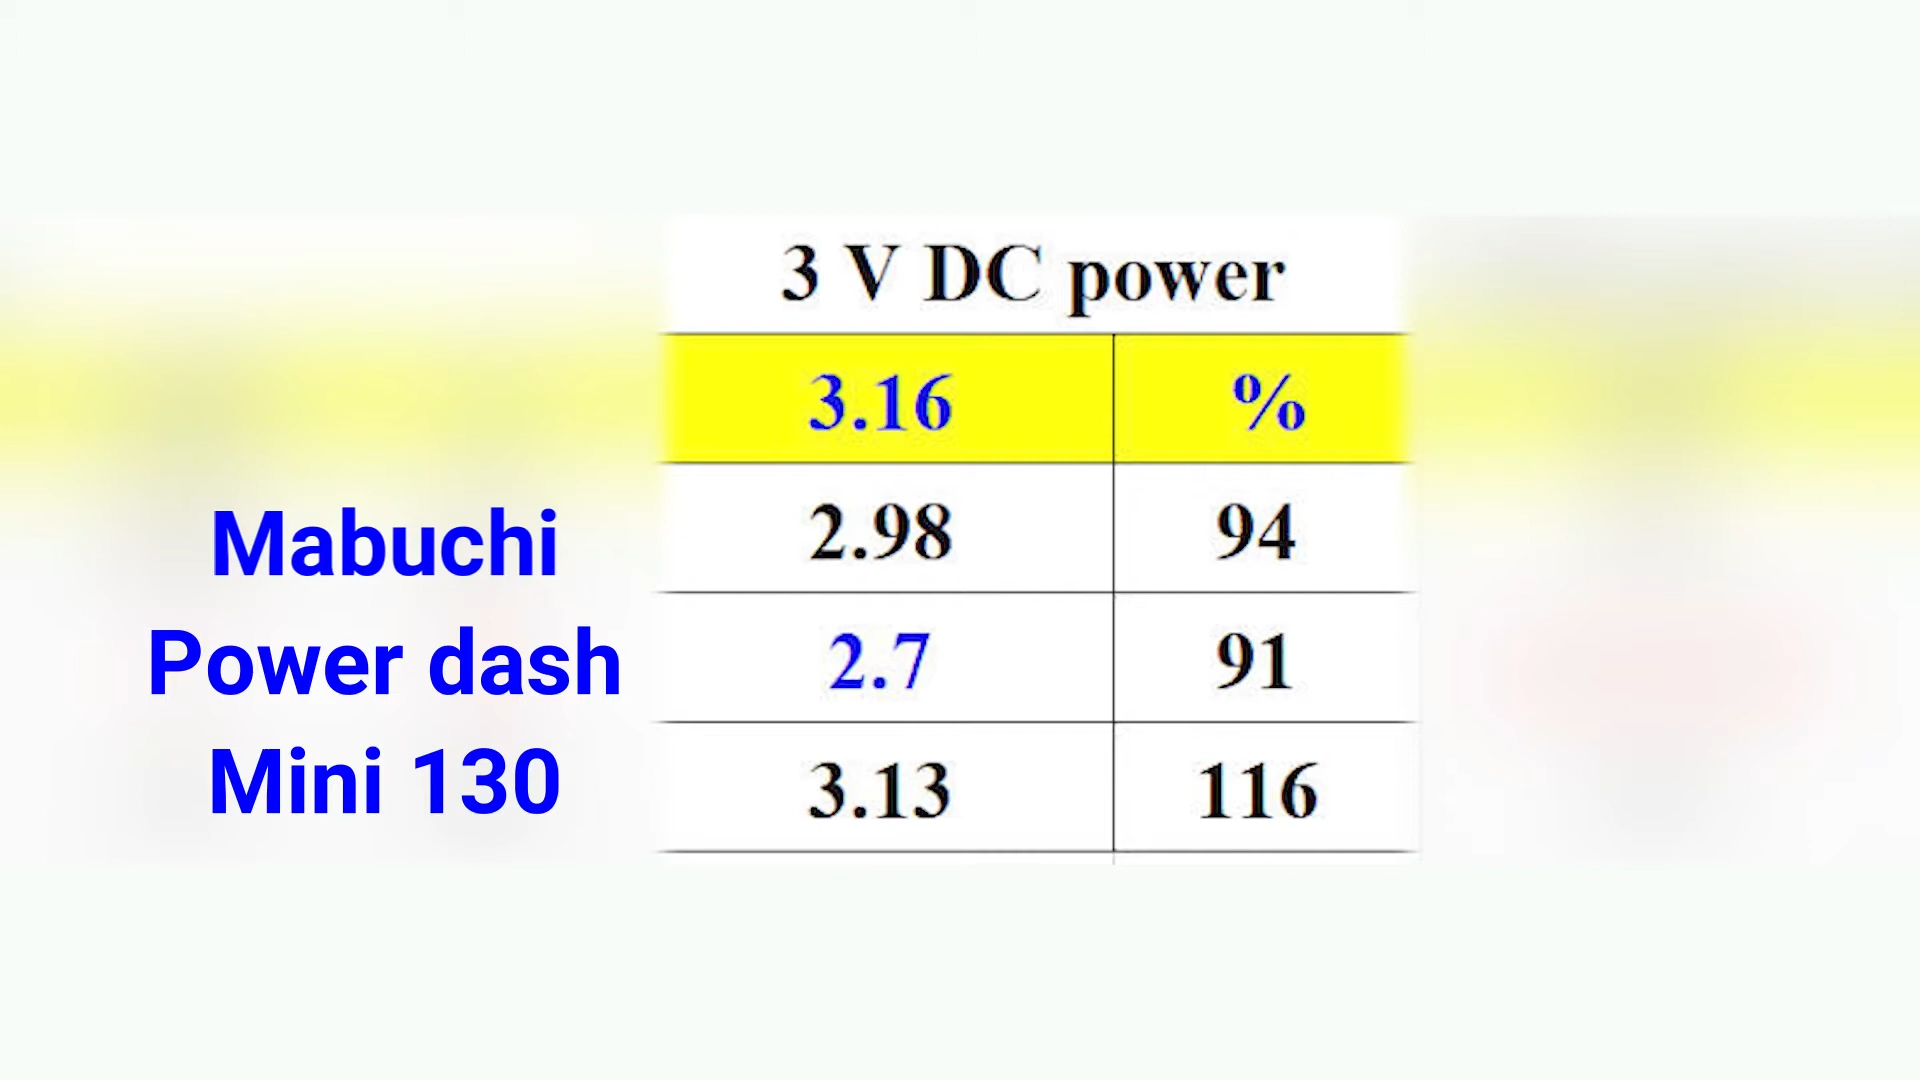 3 V DC power
3.16 %
Mabuchi 2.98 94
Power dash 2.7 91
Mini 130 3.13 116